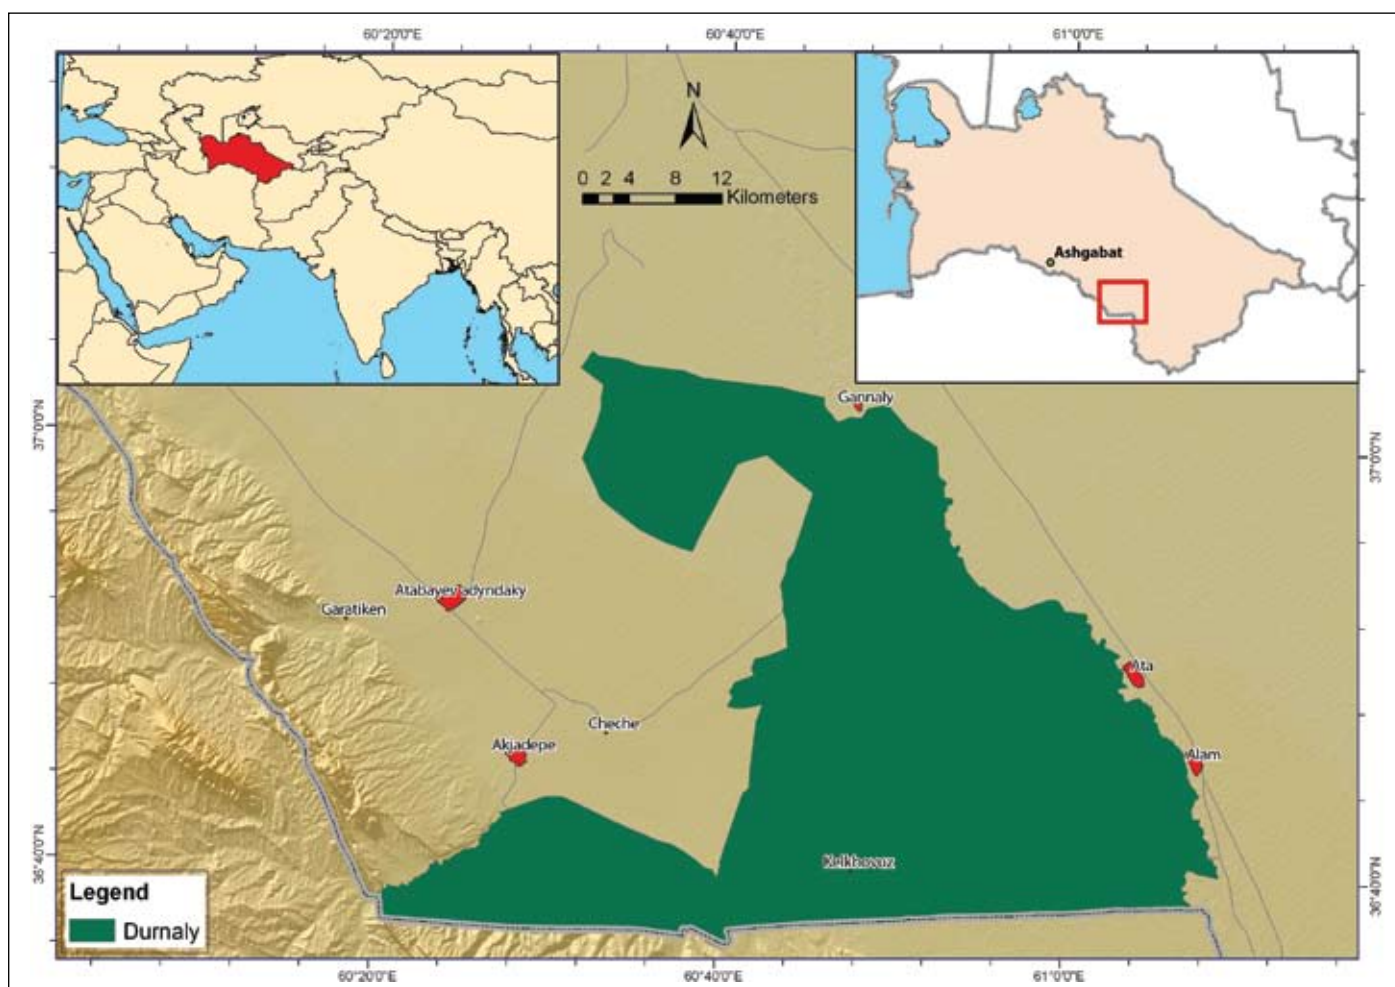 60°20'0"E
60°40'0"E
61°0'0"E
N
0 2 4 8 12
Kilometers
Ashgabat
37°0'0"N
37°0'0"N
Gannaly
Atabayev adyndaky
Garatiken
Ata
Cheche
Akjadepe
Alam
36°40'0"N
Kelkhovuz
36°40'0"N
Legend
Durnaly
60°20'0"E
60°40'0"E
61°0'0"E